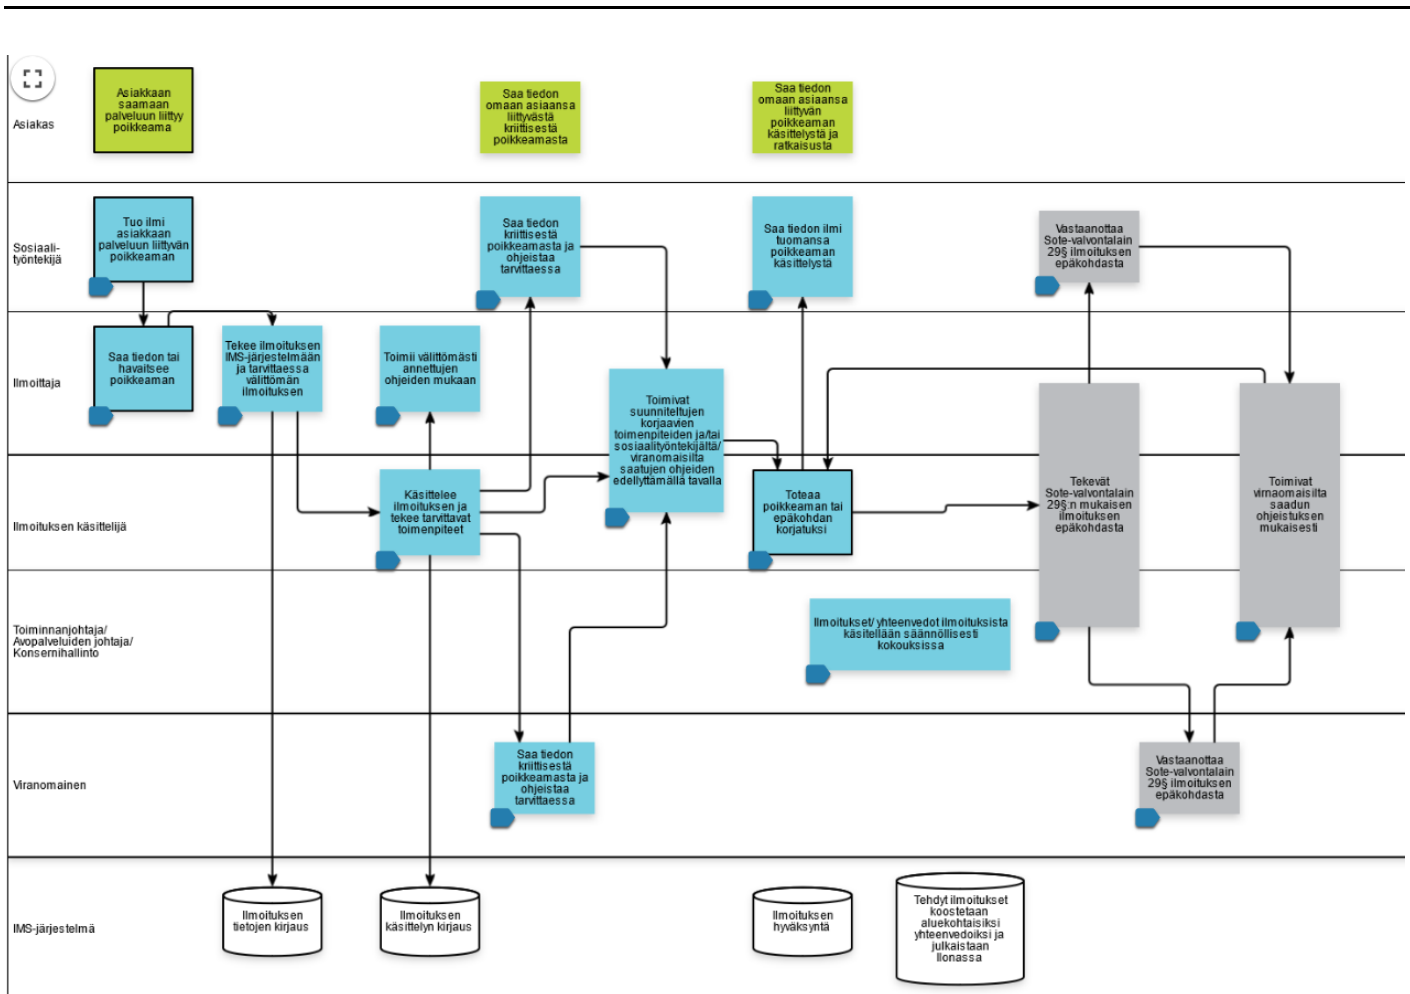 Asiakas
Asiakkaan
saamaan
palveluun liittyy
poikkeama
Saa tiedon
omaan asiaansa
liittyvästä
kriittisestä
poikkeamasta
Saa tiedon
omaan asiaansa
liittyvän
poikkeaman
käsittelystä ja
ratkaisusta
Sosiaali-
työntekijä
Tuo ilmi
asiakkaan
palveluun liittyvän
poikkeaman
Saa tiedon
kriittisestä
poikkeamasta ja
ohjeistaa
tarvittaessa
Saa tiedon ilmi
tuomansa
poikkeaman
käsittelystä
Vastaanottaa
Sote-valvontalain
29§ ilmoituksen
epäkohdasta
Ilmoittaja
Saa tiedon tai
havaitsee
poikkeaman
Tekee ilmoituksen
IMS-järjestelmään
ja tarvittaessa
välittömän
ilmoituksen
Toimii välittömästi
annettujen
ohjeiden mukaan
Toimivat
suunniteltujen
korjaavien
toimenpiteiden ja/tai
sosiaalityöntekijältä/
viranomaisilta
saatujen ohjeiden
edellyttämällä tavalla
Ilmoituksen käsittelijä
Käsittelee
ilmoituksen ja
tekee tarvittavat
toimenpiteet
Toteaa
poikkeaman tai
epäkohdan
korjatuksi
Tekevät
Sote-valvontalain
29§:n mukaisen
ilmoituksen
epäkohdasta
Toimivat
virnaomaisilta
saadun
ohjeistuksen
mukaisesti
Toiminnanjohtaja/
Avopalveluiden johtaja/
Konsernihallinto
Ilmoitukset/ yhteenvedot ilmoituksista
käsitellään säännöllisesti
kokouksissa
Viranomainen
Saa tiedon
kriittisestä
poikkeamasta ja
ohjeistaa
tarvittaessa
Vastaanottaa
Sote-valvontalain
29§ ilmoituksen
epäkohdasta
IMS-järjestelmä
Ilmoituksen
tietojen kirjaus
Ilmoituksen
käsittelyn kirjaus
Ilmoituksen
hyväksyntä
Tehdyt ilmoitukset
koostetaan
aluekohtaisiksi
yhteenvedoiksi ja
julkaistaan
Ilonassa